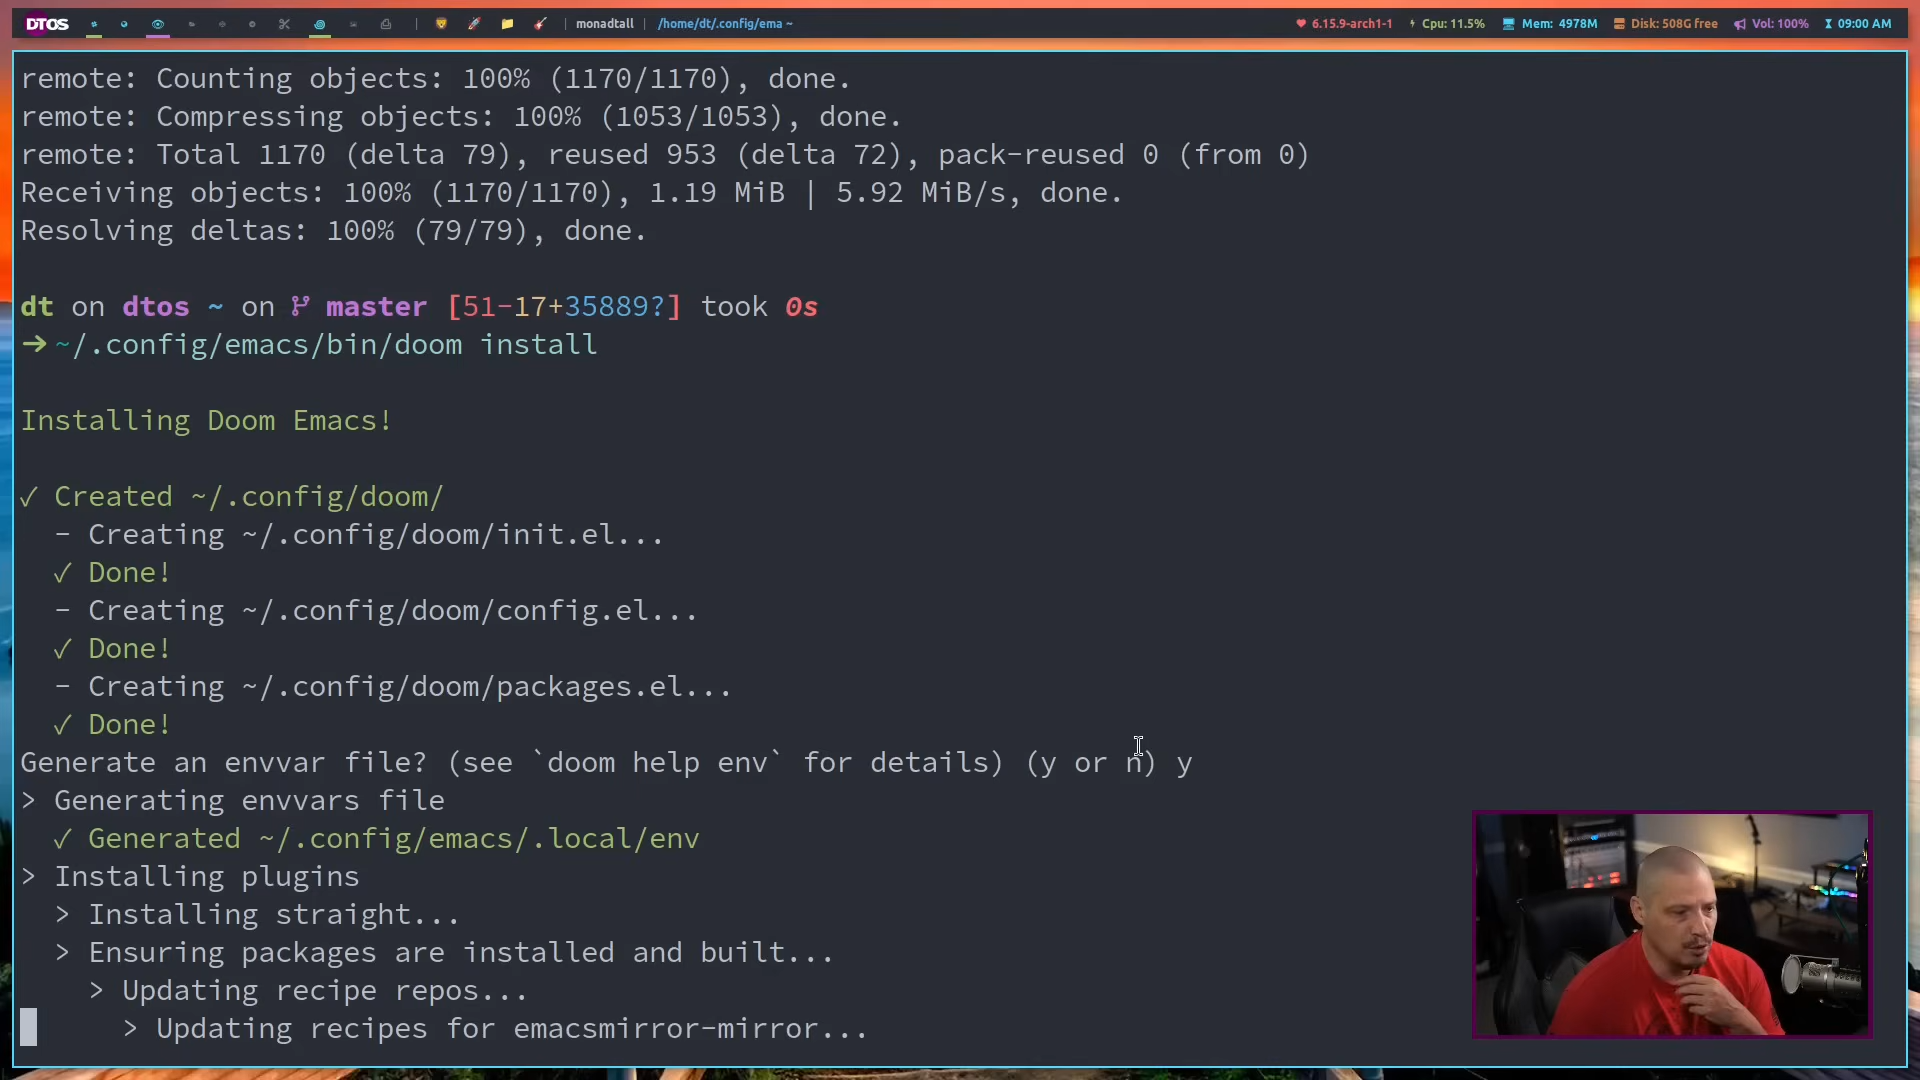 DTOS | monadtall | /home/dt/.config/ema ~ 6.15.9-arch1-1 Cpu: 11.5% Mem: 4978M Disk: 508G free Vol: 100% 09:00 AM
remote: Counting objects: 100% (1170/1170), done.
remote: Compressing objects: 100% (1053/1053), done.
remote: Total 1170 (delta 79), reused 953 (delta 72), pack-reused 0 (from 0)
Receiving objects: 100% (1170/1170), 1.19 MiB | 5.92 MiB/s, done.
Resolving deltas: 100% (79/79), done.
dt on dtos ~ on master [51-17+35889?] took 0s
→ ~/.config/emacs/bin/doom install
Installing Doom Emacs!
✓ Created ~/.config/doom/
- Creating ~/.config/doom/init.el...
✓ Done!
- Creating ~/.config/doom/config.el...
✓ Done!
- Creating ~/.config/doom/packages.el...
✓ Done!
Generate an envvar file? (see `doom help env` for details) (y or n) y
> Generating envvars file
✓ Generated ~/.config/emacs/.local/env
> Installing plugins
> Installing straight...
> Ensuring packages are installed and built...
> Updating recipe repos...
> Updating recipes for emacsmirror-mirror...